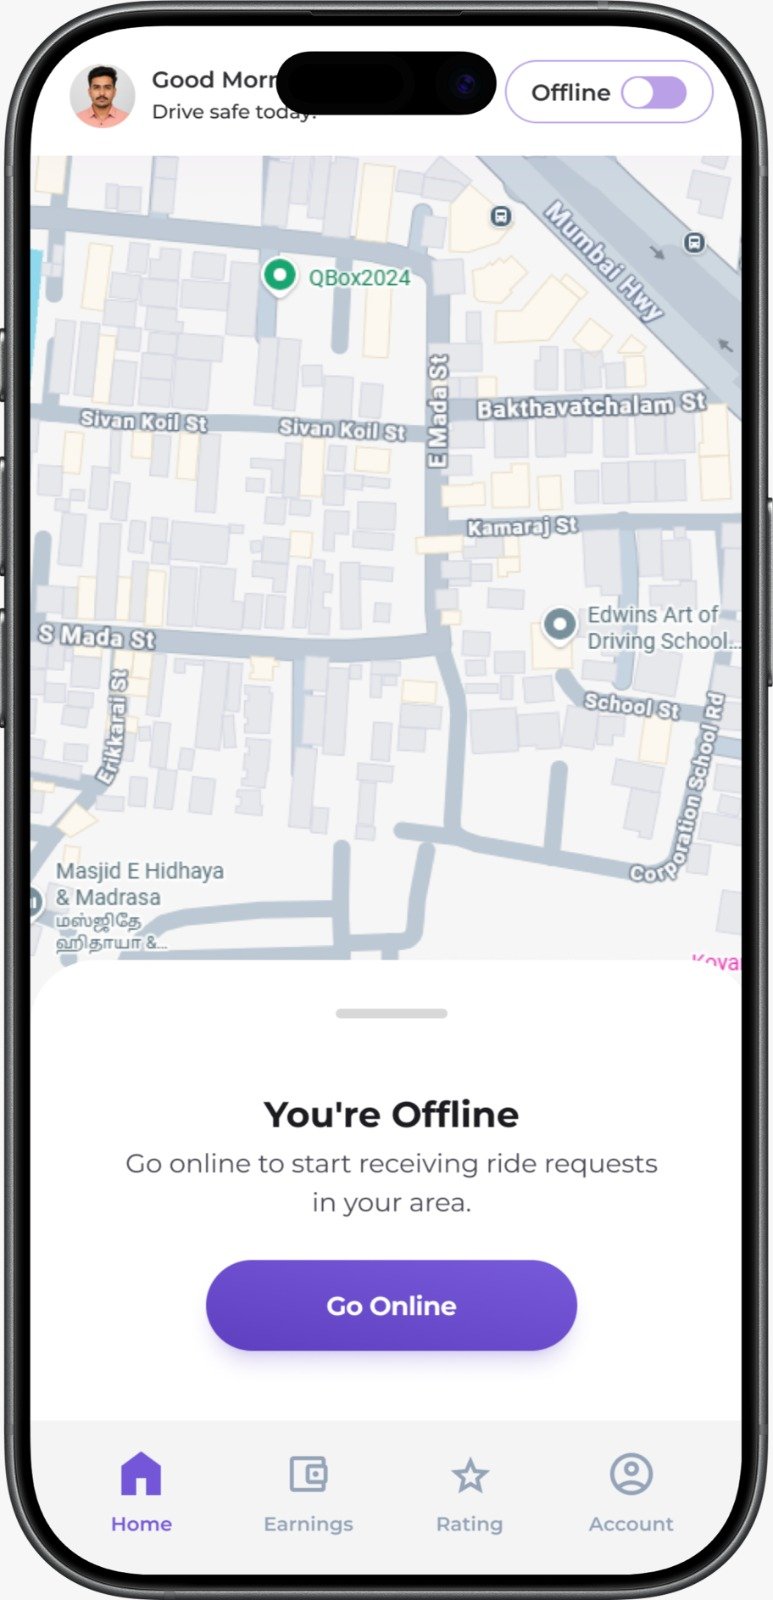 Good Morn
Drive safe today.
Offline
Mumbai Hwy
QBox2024
E Mada St
Bakthavatchalam St
Sivan Koil St
Sivan Koil St
Kamaraj St
Edwins Art of
Driving School...
S Mada St
Erikkarai St
School St
Corporation School Rd
Masjid E Hidhaya
& Madrasa
மஸ்ஜிதே
ஹிதாயா &...
You're Offline
Go online to start receiving ride requests
in your area.
Go Online
Home
Earnings
Rating
Account